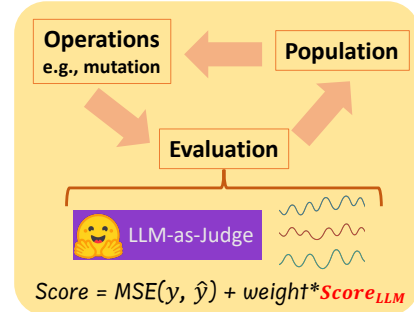 Operations
e.g., mutation
Population
Evaluation
LLM-as-Judge
Score = MSE(y, ŷ) + weight*Score_LLM